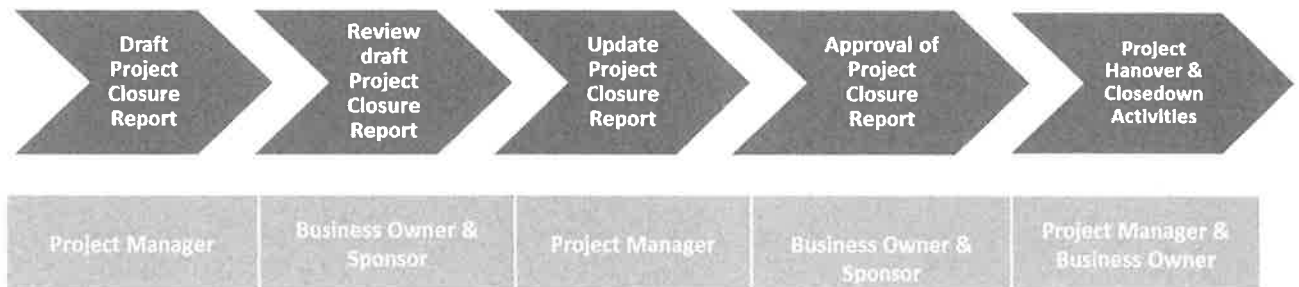 Draft
Project
Closure
Report
Review
draft
Project
Closure
Report
Update
Project
Closure
Report
Approval of
Project
Closure
Report
Project
Hanover &
Closedown
Activities
Project Manager
Business Owner &
Sponsor
Project Manager
Business Owner &
Sponsor
Project Manager &
Business Owner